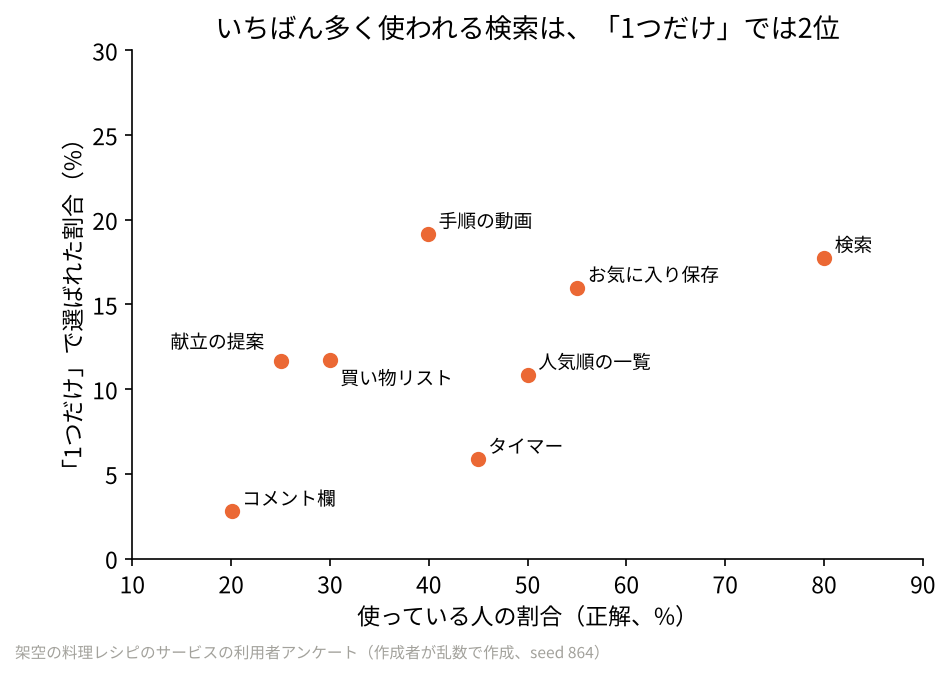 いちばん多く使われる検索は、「1つだけ」では2位
「1つだけ」で選ばれた割合（%）
30
25
20
15
10
5
0
手順の動画
検索
お気に入り保存
献立の提案
買い物リスト
人気順の一覧
タイマー
コメント欄
10 20 30 40 50 60 70 80 90
使っている人の割合（正解、%）
架空の料理レシピのサービスの利用者アンケート（作成者が乱数で作成、seed 864）